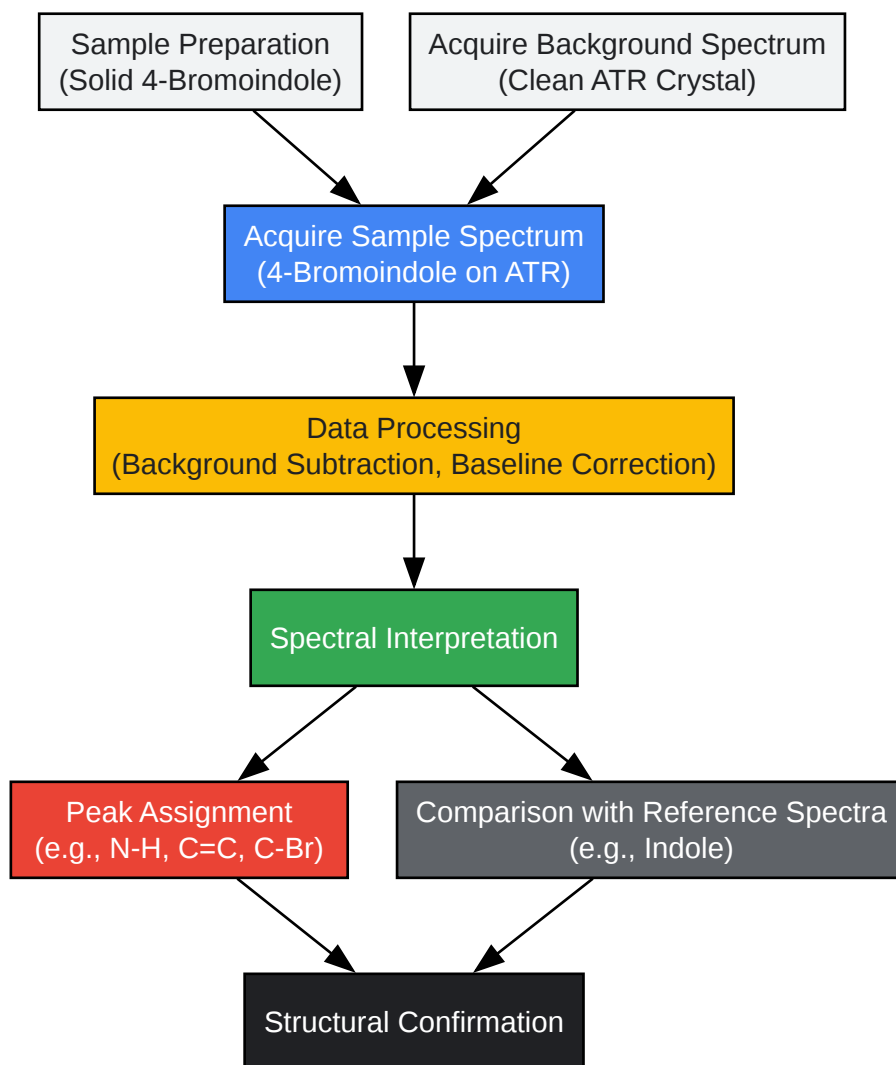 Sample Preparation
(Solid 4-Bromoindole)
Acquire Background Spectrum
(Clean ATR Crystal)
Acquire Sample Spectrum
(4-Bromoindole on ATR)
Data Processing
(Background Subtraction, Baseline Correction)
Spectral Interpretation
Peak Assignment
(e.g., N-H, C=C, C-Br)
Comparison with Reference Spectra
(e.g., Indole)
Structural Confirmation